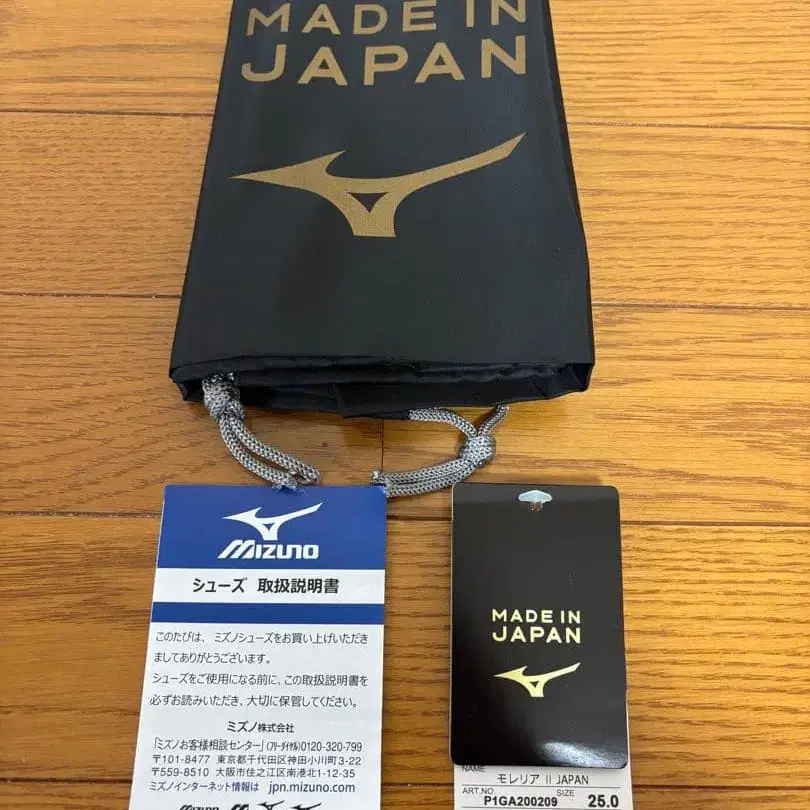 MADE IN
JAPAN
MIZUNO
シューズ 取扱説明書
このたびは、ミズノシューズをお買い上げいただき
ましてありがとうございます。
シューズをご使用になる前に、この取扱説明書を
必ずお読みいただき、大切に保管してください。
ミズノ株式会社
「ミズノお客様相談センター」(フリーダイヤル)0120-320-799
〒101-8477 東京都千代田区神田小川町3-22
〒559-8510 大阪市住之江区南港北1-12-35
ミズノインターネット情報は jpn.mizuno.com
MADE IN
JAPAN
NAME
モレリア II JAPAN
ART.NO. SIZE
P1GA200209 25.0